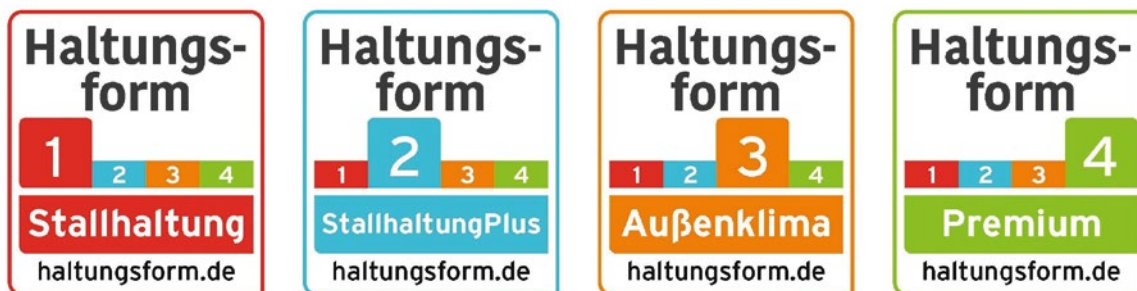 Haltungs-
form
1 2 3 4
Stallhaltung
haltungsform.de
Haltungs-
form
1 2 3 4
StallhaltungPlus
haltungsform.de
Haltungs-
form
1 2 3 4
Außenklima
haltungsform.de
Haltungs-
form
1 2 3 4
Premium
haltungsform.de